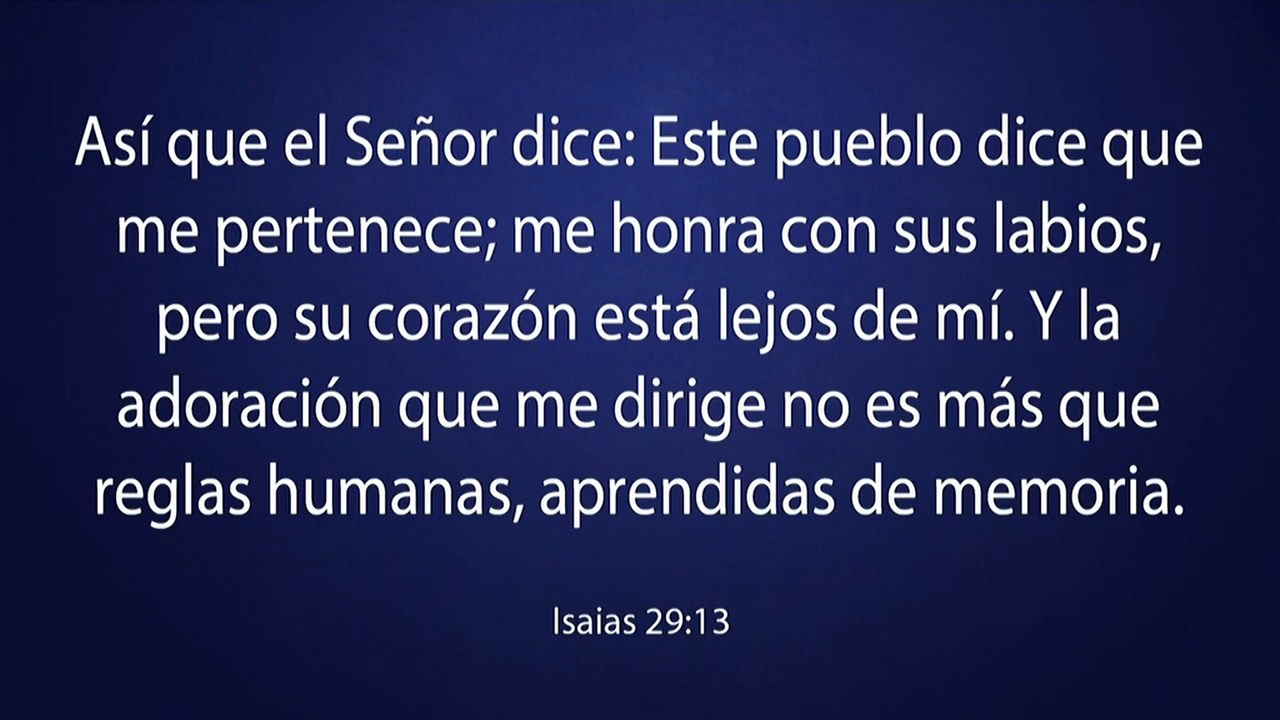 Así que el Señor dice: Este pueblo dice que
me pertenece; me honra con sus labios,
pero su corazón está lejos de mí. Y la
adoración que me dirige no es más que
reglas humanas, aprendidas de memoria.
Isaias 29:13